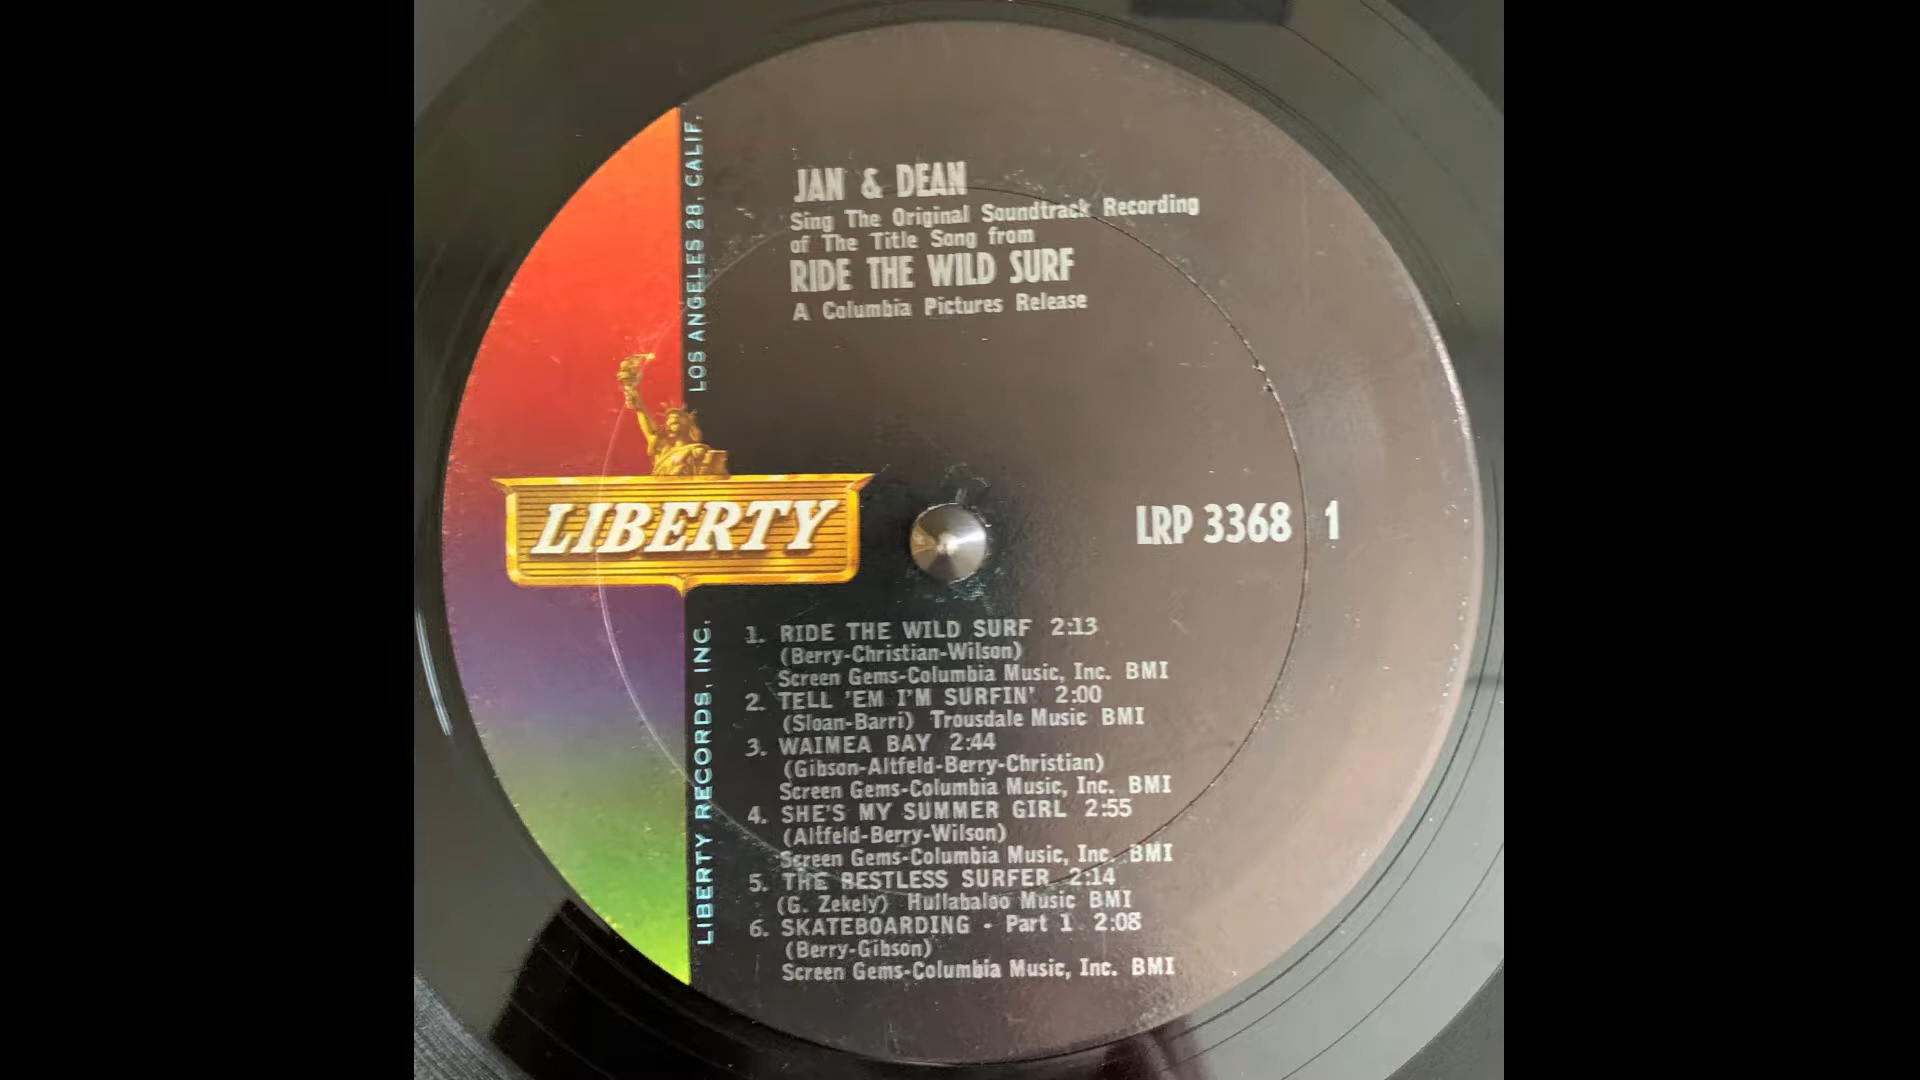 JAN & DEAN
Sing The Original Soundtrack Recording
of The Title Song from
RIDE THE WILD SURF
A Columbia Pictures Release
LOS ANGELES 28, CALIF.
LIBERTY
LRP 3368 1
LIBERTY RECORDS, INC.
1. RIDE THE WILD SURF 2:13
(Berry-Christian-Wilson)
Screen Gems-Columbia Music, Inc. BMI
2. TELL 'EM I'M SURFIN' 2:00
(Sloan-Barri) Trousdale Music BMI
3. WAIMEA BAY 2:44
(Gibson-Altfeld-Berry-Christian)
Screen Gems-Columbia Music, Inc. BMI
4. SHE'S MY SUMMER GIRL 2:55
(Altfeld-Berry-Wilson)
Screen Gems-Columbia Music, Inc. BMI
5. THE RESTLESS SURFER 2:14
(G. Zekely) Hullabaloo Music BMI
6. SKATEBOARDING - Part 1 2:08
(Berry-Gibson)
Screen Gems-Columbia Music, Inc. BMI